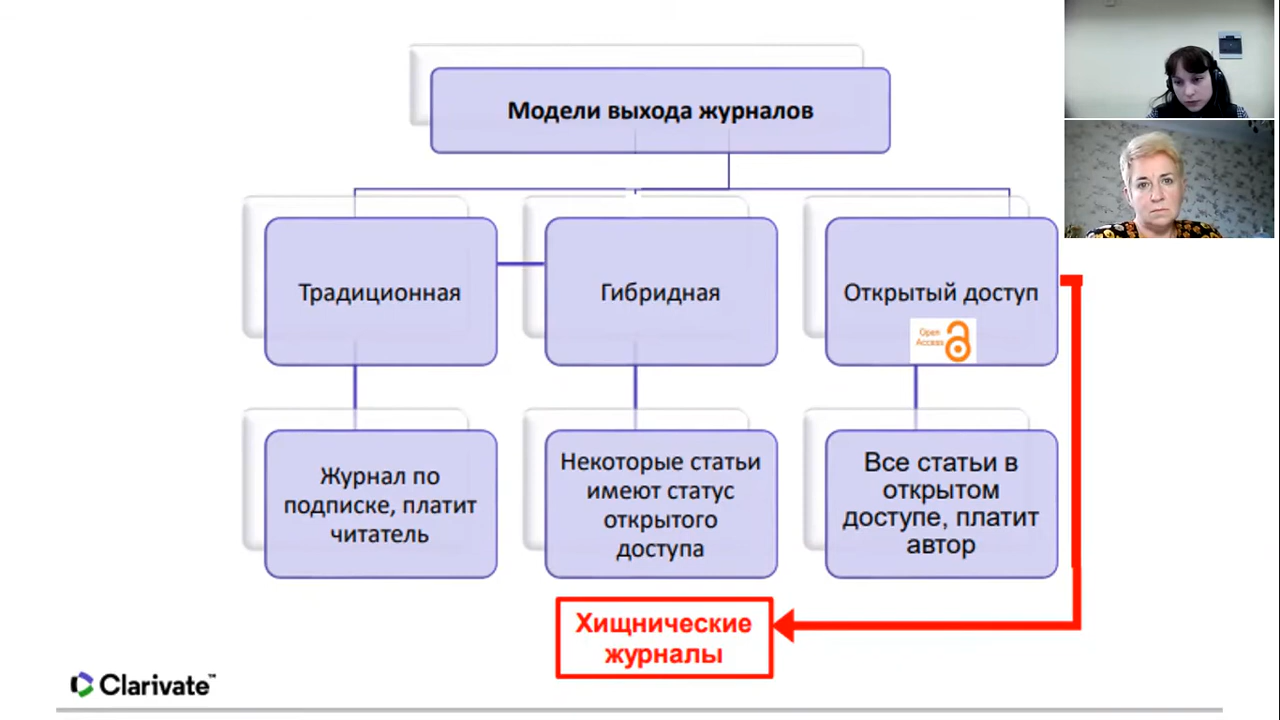 Модели выхода журналов
Традиционная
Гибридная
Открытый доступ
Open
Access
Журнал по
подписке, платит
читатель
Некоторые статьи
имеют статус
открытого
доступа
Все статьи в
открытом
доступе, платит
автор
Хищнические
журналы
Clarivate™